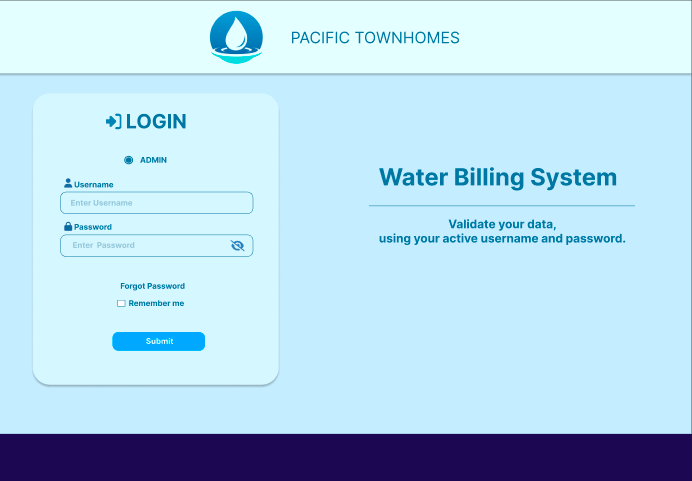 PACIFIC TOWNHOMES
LOGIN
ADMIN
Username
Enter Username
Password
Enter Password
Forgot Password
Remember me
Submit
Water Billing System
Validate your data,
using your active username and password.